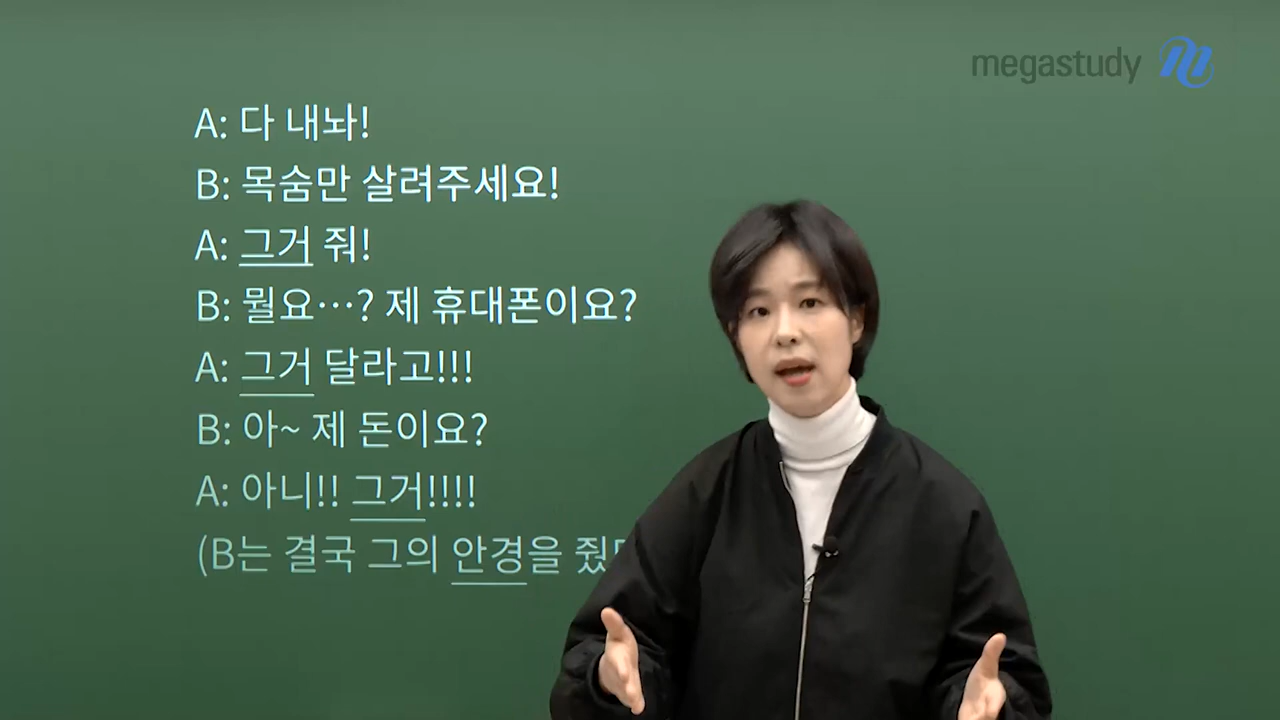 megastudy
A: 다 내놔!
B: 목숨만 살려주세요!
A: 그거 줘!
B: 뭘요…? 제 휴대폰이요?
A: 그거 달라고!!!
B: 아~ 제 돈이요?
A: 아니!! 그거!!!!
(B는 결국 그의 안경을